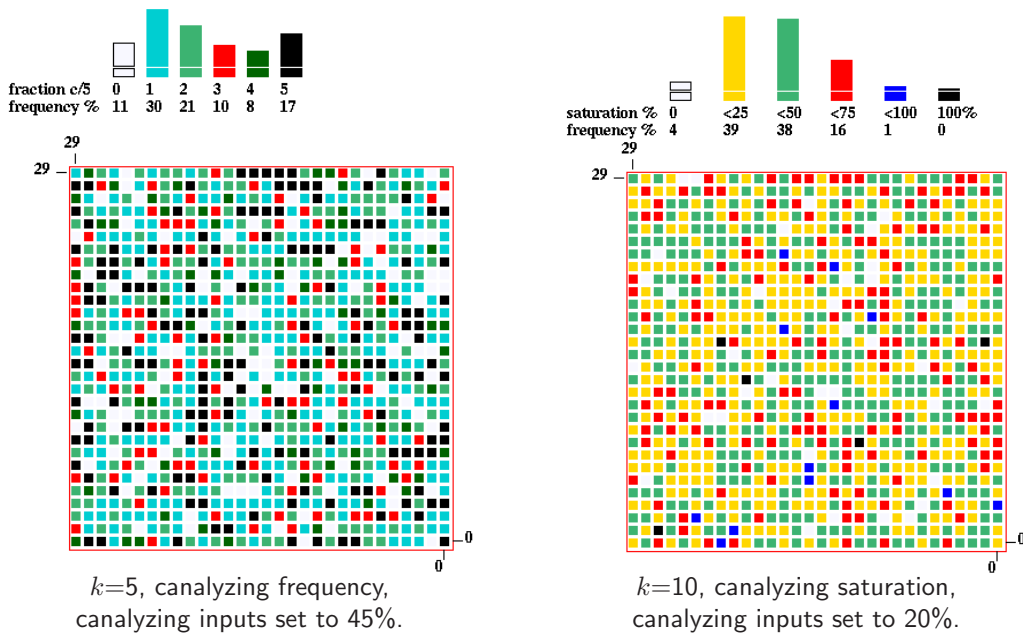 fraction c/5 0 1 2 3 4 5
frequency % 11 30 21 10 8 17
29
29
0
0
k=5, canalyzing frequency,
canalyzing inputs set to 45%.
saturation % 0 <25 <50 <75 <100 100%
frequency % 4 39 38 16 1 0
29
29
0
0
k=10, canalyzing saturation,
canalyzing inputs set to 20%.